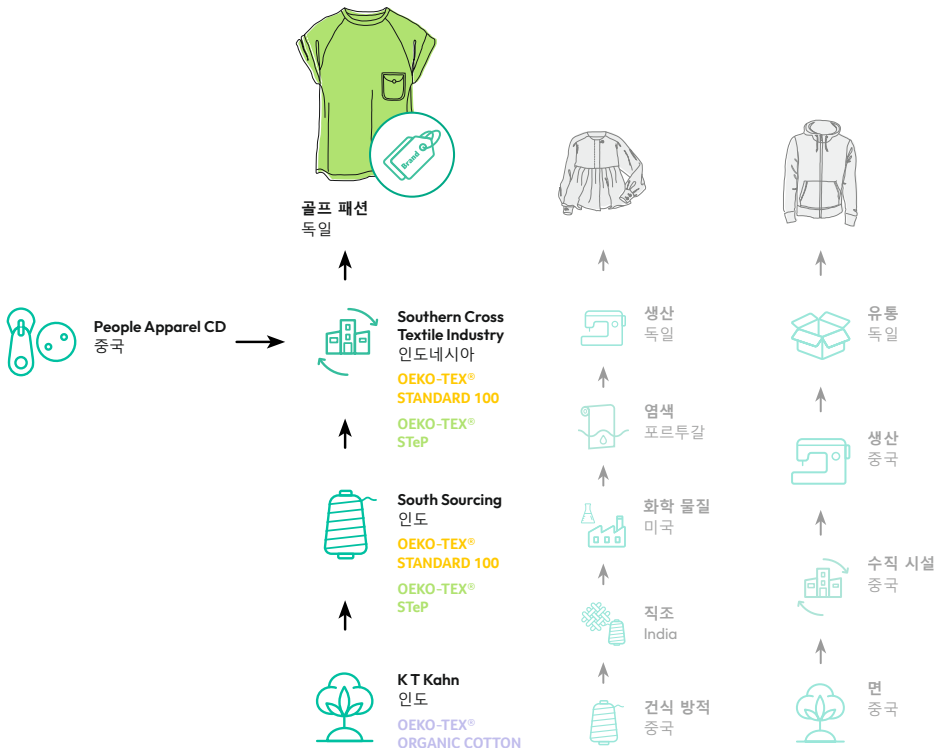 Brand
골프 패션
독일
People Apparel CD
중국
Southern Cross
Textile Industry
인도네시아
OEKO-TEX®
STANDARD 100
OEKO-TEX®
STeP
South Sourcing
인도
OEKO-TEX®
STANDARD 100
OEKO-TEX®
STeP
K T Kahn
인도
OEKO-TEX®
ORGANIC COTTON
생산
독일
염색
포르투갈
화학 물질
미국
직조
India
건식 방적
중국
유통
독일
생산
중국
수직 시설
중국
면
중국